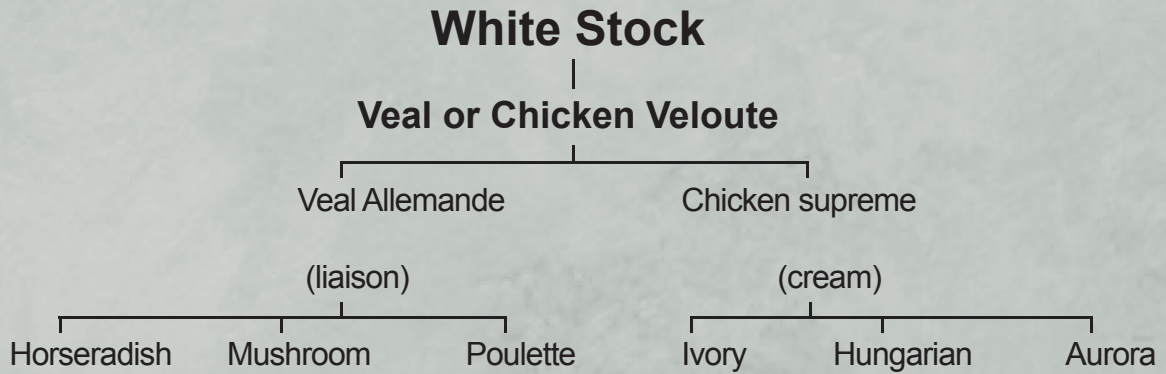 White Stock
Veal or Chicken Veloute
Veal Allemande Chicken supreme
(liaison) (cream)
Horseradish Mushroom Poulette Ivory Hungarian Aurora